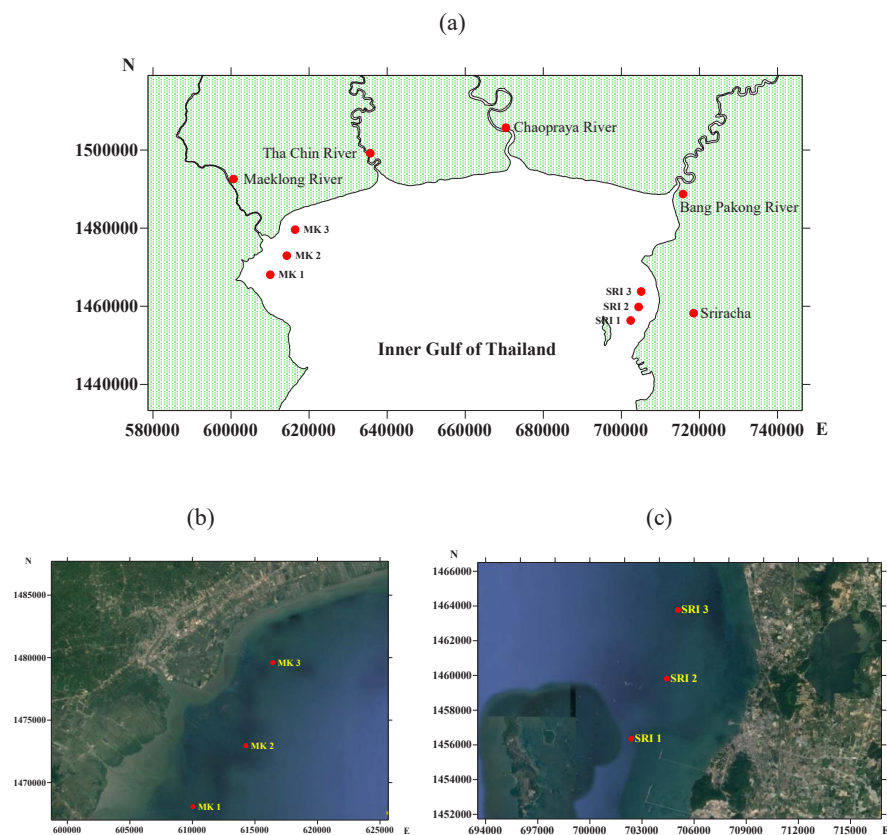 (a)
N
1500000
1480000
1460000
1440000
Chaopraya River
Tha Chin River
Maeklong River
Bang Pakong River
MK 3
MK 2
MK 1
SRI 3
SRI 2
SRI 1
Sriracha
Inner Gulf of Thailand
580000 600000 620000 640000 660000 680000 700000 720000 740000 E
(b)
N
1485000
1480000
1475000
1470000
MK 3
MK 2
MK 1
600000 605000 610000 615000 620000 625000
E
(c)
N
1466000
1464000
1462000
1460000
1458000
1456000
1454000
1452000
SRI 3
SRI 2
SRI 1
694000 697000 700000 703000 706000 709000 712000 715000
E